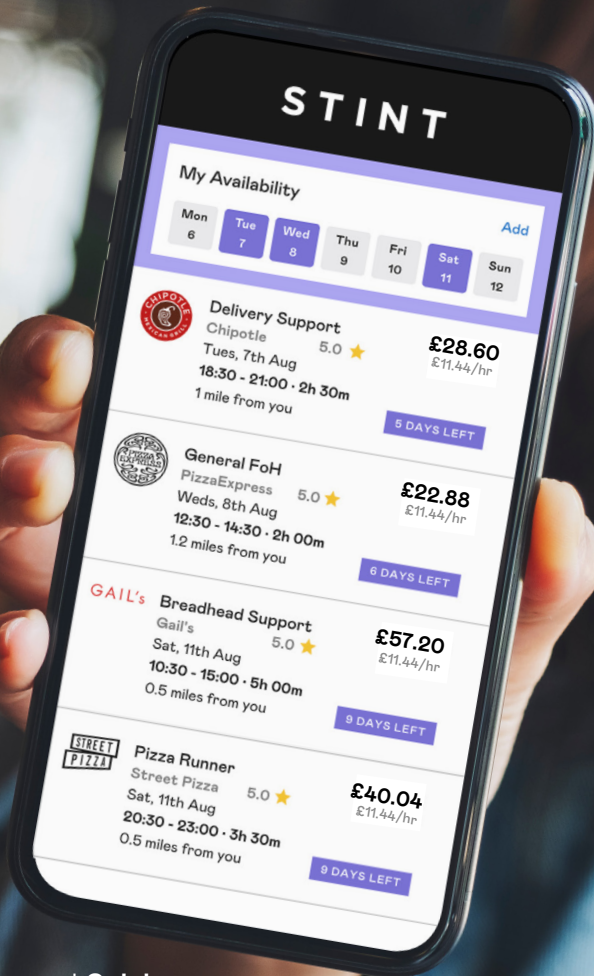 STINT
My Availability
Add
Mon Tue Wed Thu Fri Sat Sun
6 7 8 9 10 11 12
CHIPOTLE
MEXICAN GRILL
Delivery Support
Chipotle 5.0
Tues, 7th Aug
18:30 - 21:00 · 2h 30m
1 mile from you
£28.60
£11.44/hr
5 DAYS LEFT
PIZZA
EXPRESS
General FoH
PizzaExpress 5.0
Weds, 8th Aug
12:30 - 14:30 · 2h 00m
1.2 miles from you
£22.88
£11.44/hr
6 DAYS LEFT
GAIL's
Breadhead Support
Gail's 5.0
Sat, 11th Aug
10:30 - 15:00 · 5h 00m
0.5 miles from you
£57.20
£11.44/hr
9 DAYS LEFT
STREET
PIZZA
Pizza Runner
Street Pizza 5.0
Sat, 11th Aug
20:30 - 23:00 · 3h 30m
0.5 miles from you
£40.04
£11.44/hr
9 DAYS LEFT